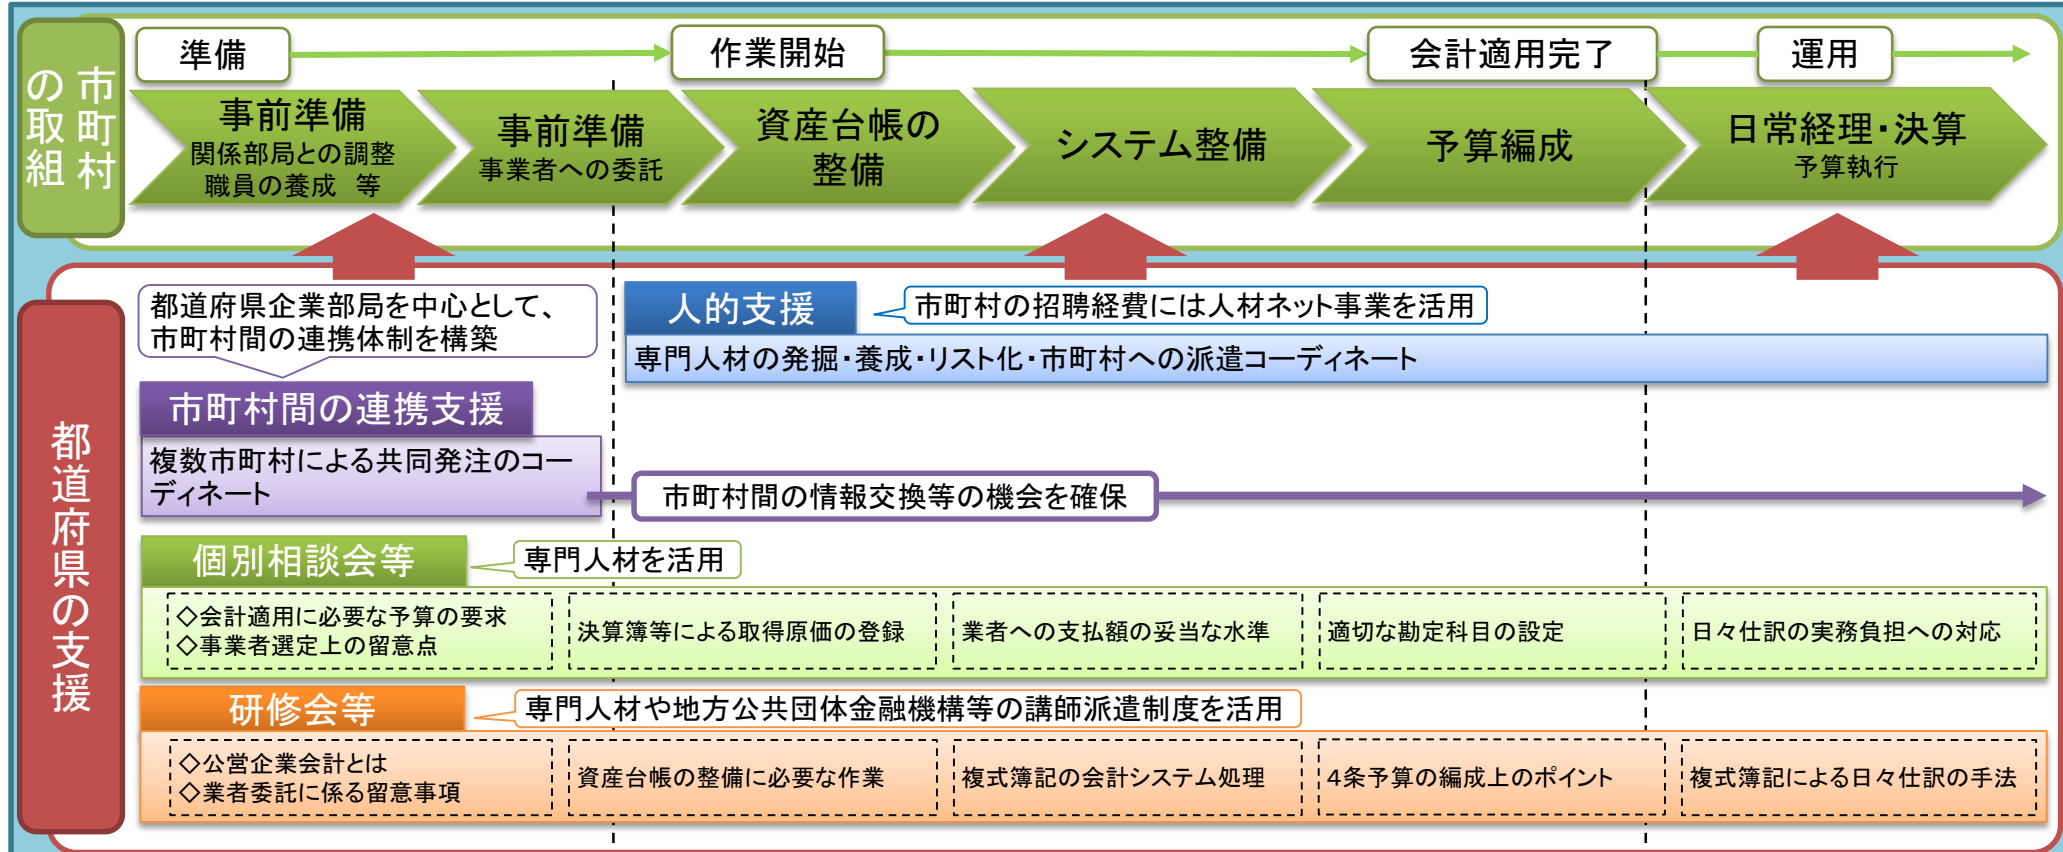 市町村
の取組
準備
作業開始
会計適用完了
運用
事前準備
関係部局との調整
職員の養成　等
事前準備
事業者への委託
資産台帳の
整備
システム整備
予算編成
日常経理・決算
予算執行
都道府県の支援
都道府県企業部局を中心として、
市町村間の連携体制を構築
人的支援
市町村の招聘経費には人材ネット事業を活用
専門人材の発掘・養成・リスト化・市町村への派遣コーディネート
市町村間の連携支援
複数市町村による共同発注のコー
ディネート
市町村間の情報交換等の機会を確保
個別相談会等
専門人材を活用
◇会計適用に必要な予算の要求
◇事業者選定上の留意点
決算簿等による取得原価の登録
業者への支払額の妥当な水準
適切な勘定科目の設定
日々仕訳の実務負担への対応
研修会等
専門人材や地方公共団体金融機構等の講師派遣制度を活用
◇公営企業会計とは
◇業者委託に係る留意事項
資産台帳の整備に必要な作業
複式簿記の会計システム処理
４条予算の編成上のポイント
複式簿記による日々仕訳の手法